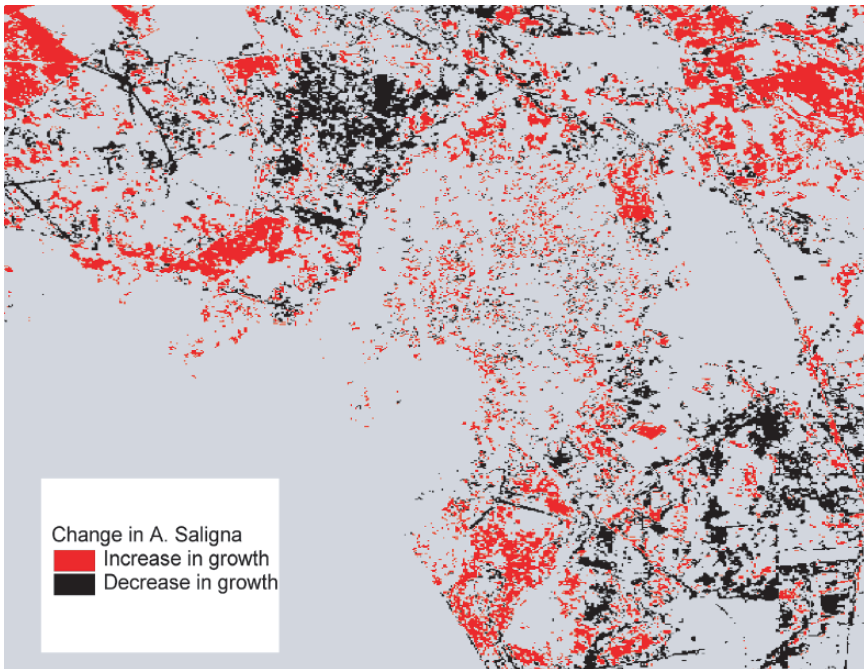 Change in A. Saligna
Increase in growth
Decrease in growth